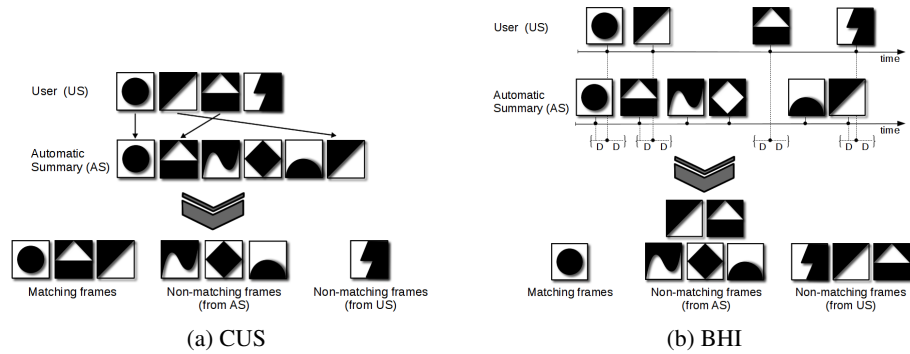 User (US)
Automatic
Summary (AS)
Matching frames
Non-matching frames
(from AS)
Non-matching frames
(from US)
(a) CUS
User (US)
time
Automatic
Summary (AS)
time
{ D D } { D D } { D D } { D D }
Matching frames
Non-matching frames
(from AS)
Non-matching frames
(from US)
(b) BHI